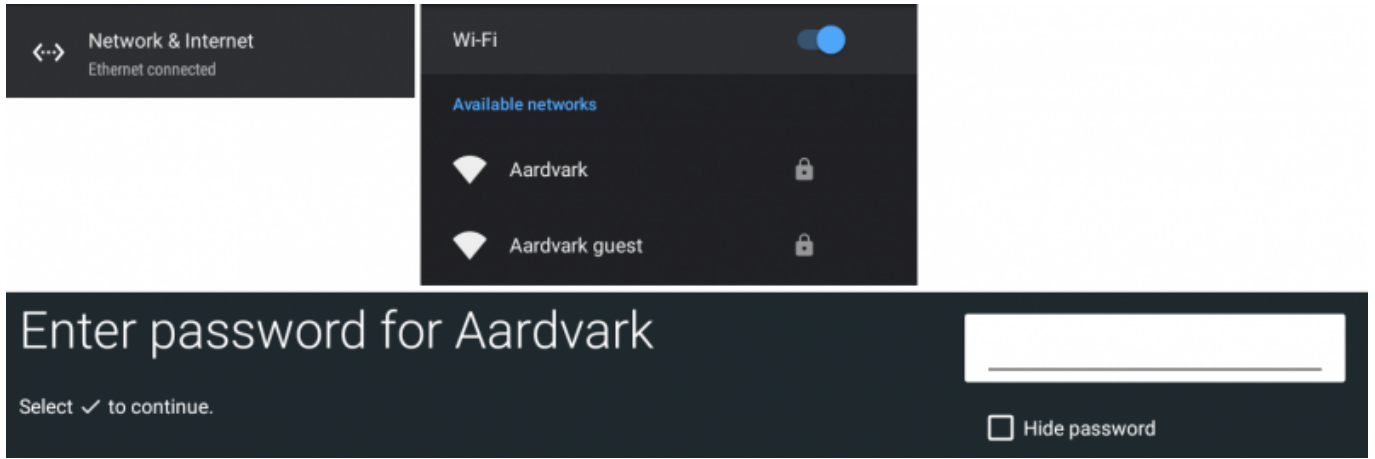 Network & Internet
Ethernet connected
Wi-Fi
Available networks
Aardvark
Aardvark guest
Enter password for Aardvark
Select ✓ to continue.
Hide password